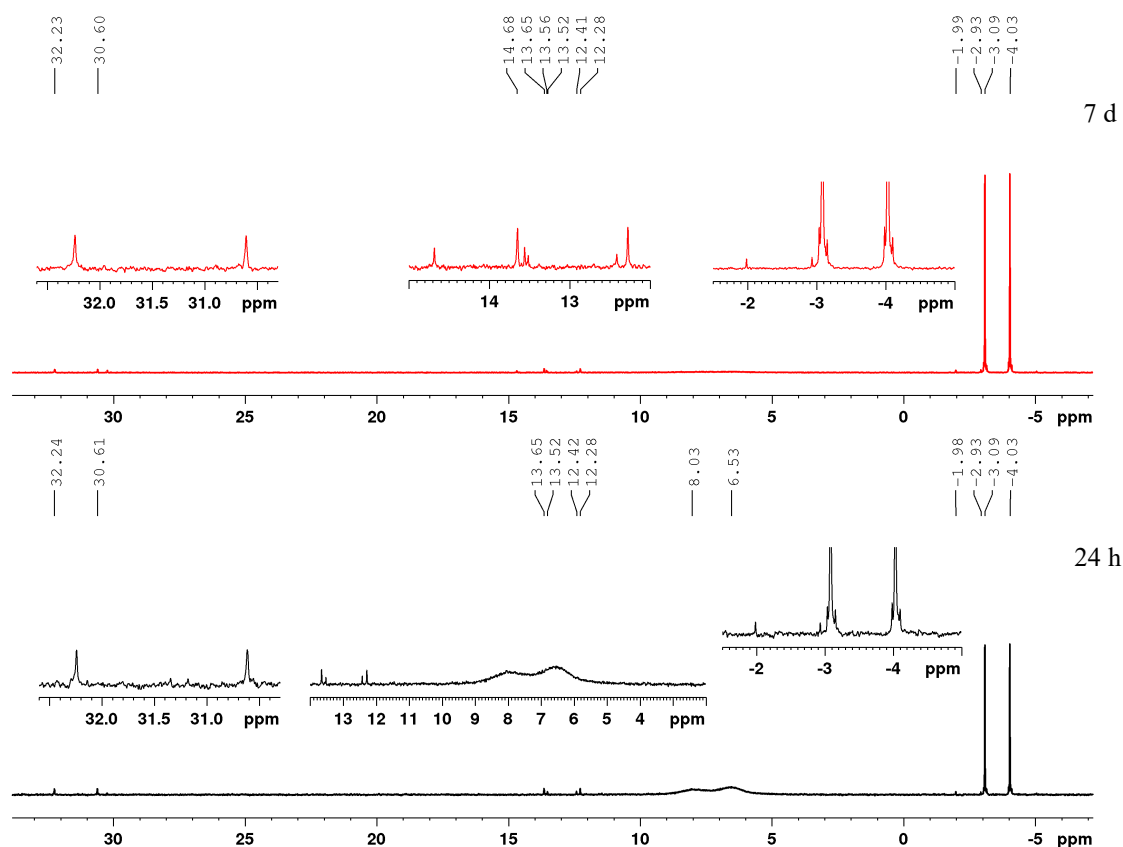 32.23 30.60 14.68 13.65 13.56 13.52 12.41 12.28 -1.99 -2.93 -3.09 -4.03
7 d
32.0 31.5 31.0 ppm
14 13 ppm
-2 -3 -4 ppm
30 25 20 15 10 5 0 -5 ppm
32.24 30.61 13.65 13.52 12.42 12.28 8.03 6.53 -1.98 -2.93 -3.09 -4.03
24 h
-2 -3 -4 ppm
32.0 31.5 31.0 ppm
13 12 11 10 9 8 7 6 5 4 ppm
30 25 20 15 10 5 0 -5 ppm